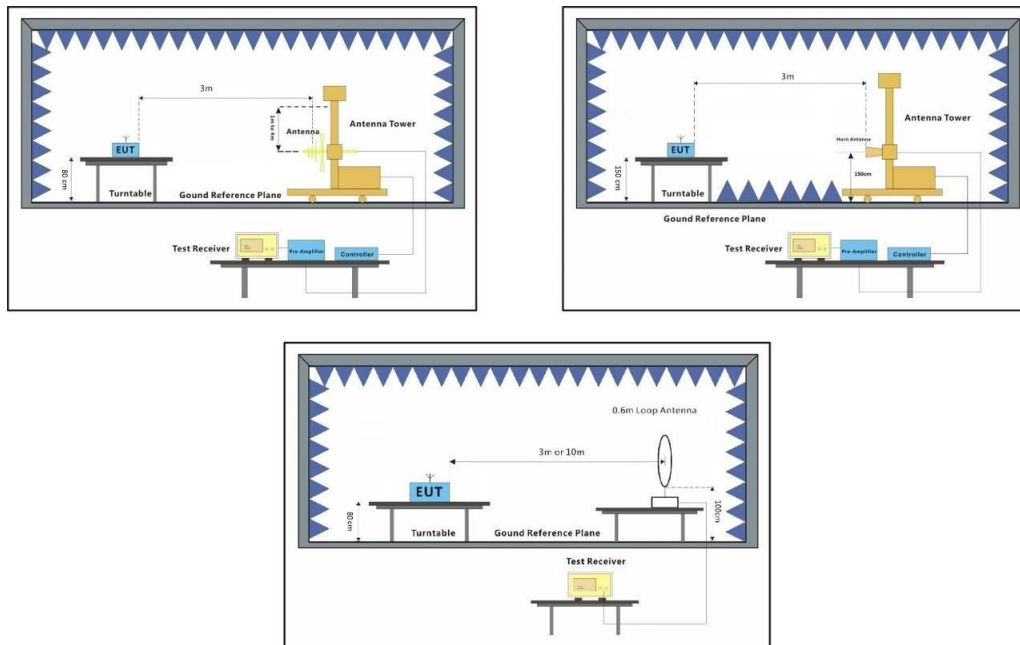 3m
1m to 4m
Antenna Tower
Antenna
EUT
80 cm
Turntable
Gound Reference Plane
Test Receiver
Pre-Amplifier
Controller
3m
Antenna Tower
Horn Antenna
EUT
150 cm
150cm
Turntable
Gound Reference Plane
Test Receiver
Pre-Amplifier
Controller
0.6m Loop Antenna
3m or 10m
EUT
80cm
100cm
Turntable
Gound Reference Plane
Test Receiver